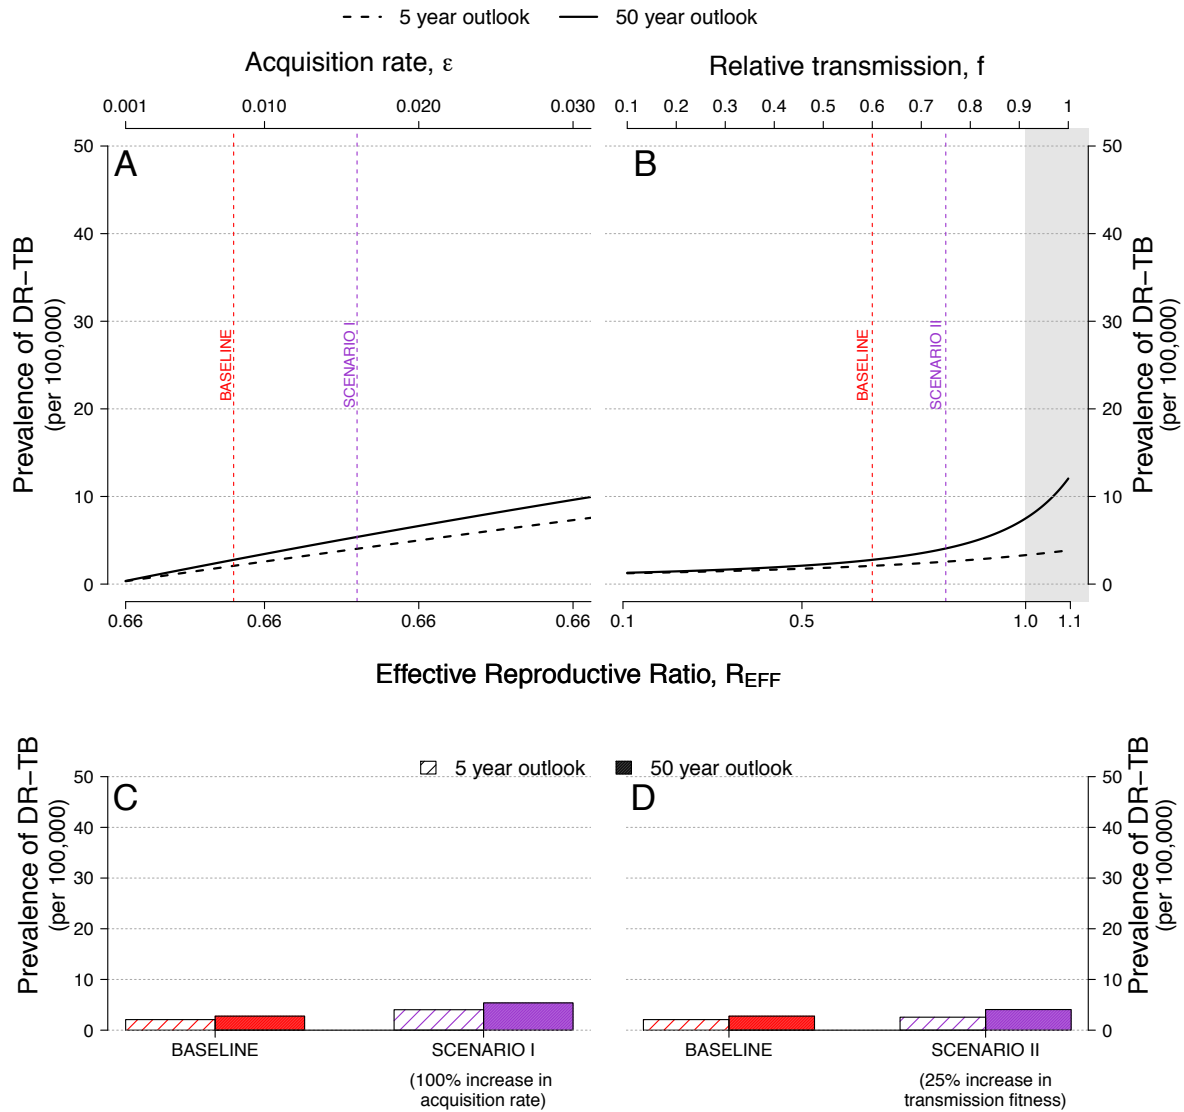 5 year outlook 50 year outlook
Acquisition rate, ε
Relative transmission, f
0.001 0.010 0.020 0.030
0.1 0.2 0.3 0.4 0.5 0.6 0.7 0.8 0.9 1
A
B
50
40
30
20
10
0
Prevalence of DR−TB
(per 100,000)
BASELINE
SCENARIO I
BASELINE
SCENARIO II
50
40
30
20
10
0
Prevalence of DR−TB
(per 100,000)
0.66 0.66 0.66 0.66
0.1 0.5 1.0 1.1
Effective Reproductive Ratio, REFF
5 year outlook 50 year outlook
C
D
50
40
30
20
10
0
Prevalence of DR−TB
(per 100,000)
50
40
30
20
10
0
Prevalence of DR−TB
(per 100,000)
BASELINE
SCENARIO I
(100% increase in
acquisition rate)
BASELINE
SCENARIO II
(25% increase in
transmission fitness)